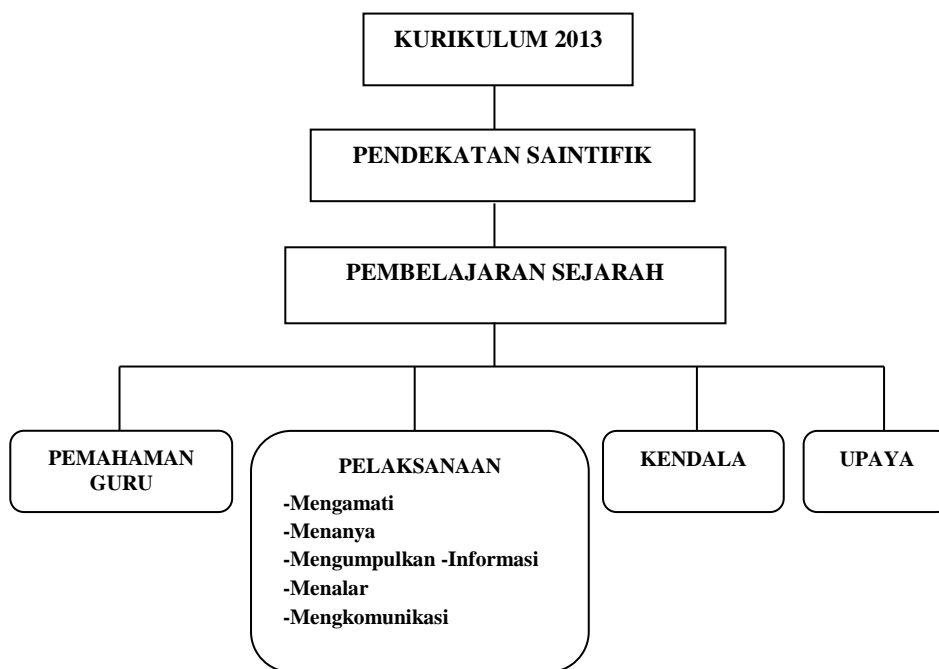 KURIKULUM 2013
PENDEKATAN SAINTIFIK
PEMBELAJARAN SEJARAH
PEMAHAMAN
GURU
PELAKSANAAN
-Mengamati
-Menanya
-Mengumpulkan -Informasi
-Menalar
-Mengkomunikasi
KENDALA
UPAYA